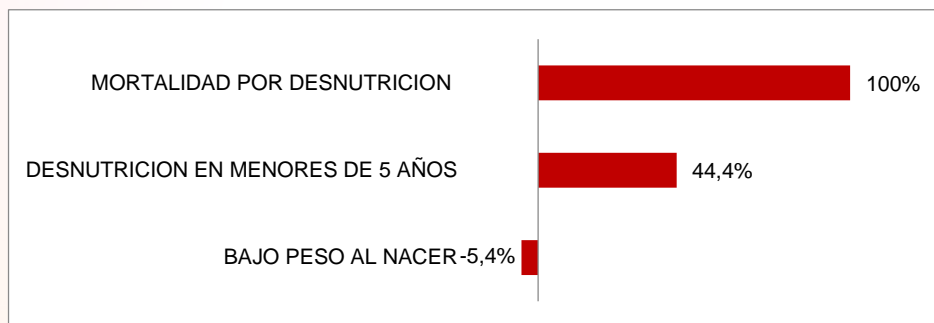 MORTALIDAD POR DESNUTRICION 100%
DESNUTRICION EN MENORES DE 5 AÑOS 44,4%
BAJO PESO AL NACER -5,4%